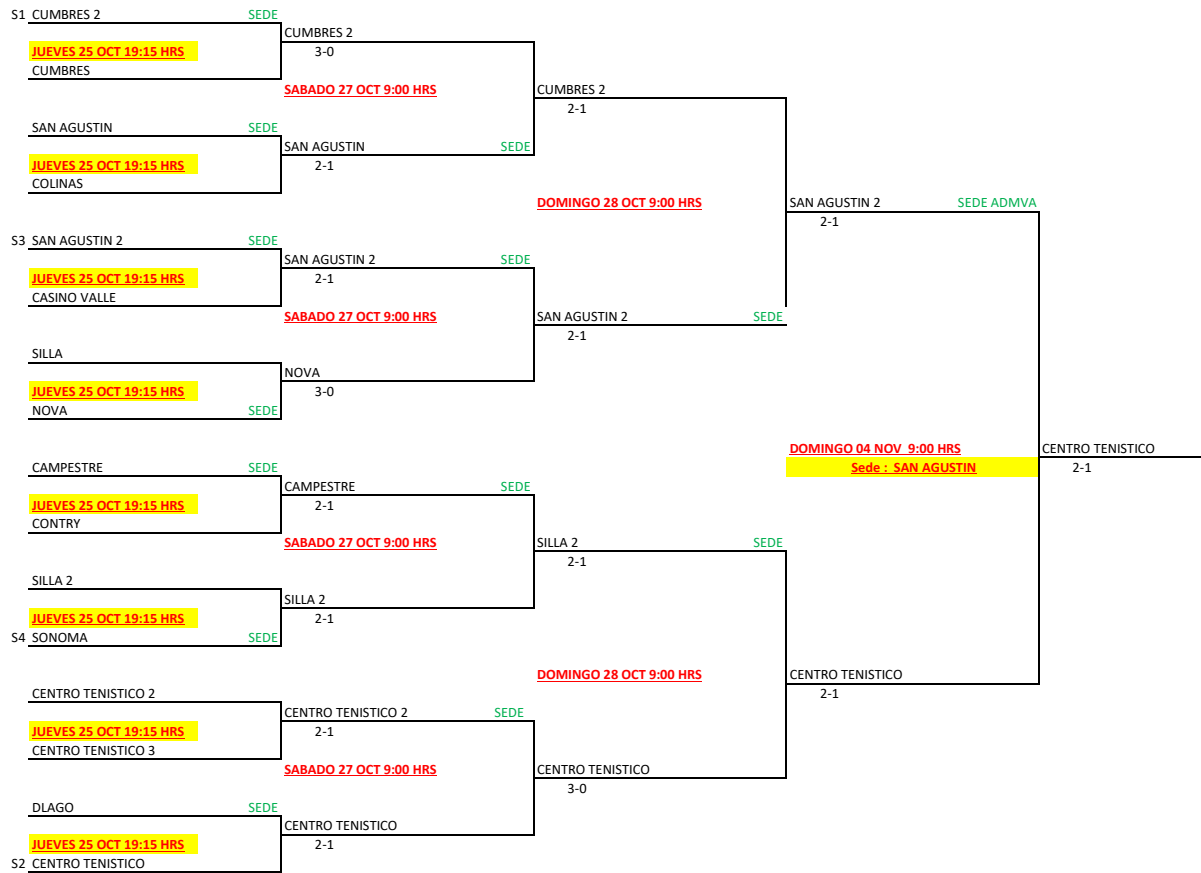 S1 CUMBRES 2 SEDE
CUMBRES 2
JUEVES 25 OCT 19:15 HRS
3-0
CUMBRES
SABADO 27 OCT 9:00 HRS
CUMBRES 2
2-1
SAN AGUSTIN SEDE
SAN AGUSTIN SEDE
JUEVES 25 OCT 19:15 HRS
2-1
COLINAS
DOMINGO 28 OCT 9:00 HRS
SAN AGUSTIN 2 SEDE ADMVA
2-1
S3 SAN AGUSTIN 2 SEDE
SAN AGUSTIN 2 SEDE
JUEVES 25 OCT 19:15 HRS
2-1
CASINO VALLE
SABADO 27 OCT 9:00 HRS
SAN AGUSTIN 2 SEDE
2-1
SILLA
NOVA
JUEVES 25 OCT 19:15 HRS
3-0
NOVA SEDE
DOMINGO 04 NOV 9:00 HRS
CENTRO TENISTICO
Sede : SAN AGUSTIN
2-1
CAMPESTRE SEDE
CAMPESTRE SEDE
JUEVES 25 OCT 19:15 HRS
2-1
CONTRY
SABADO 27 OCT 9:00 HRS
SILLA 2 SEDE
2-1
SILLA 2
SILLA 2
JUEVES 25 OCT 19:15 HRS
2-1
S4 SONOMA SEDE
DOMINGO 28 OCT 9:00 HRS
CENTRO TENISTICO
2-1
CENTRO TENISTICO 2
CENTRO TENISTICO 2 SEDE
JUEVES 25 OCT 19:15 HRS
2-1
CENTRO TENISTICO 3
SABADO 27 OCT 9:00 HRS
CENTRO TENISTICO
3-0
DLAGO SEDE
CENTRO TENISTICO
JUEVES 25 OCT 19:15 HRS
2-1
S2 CENTRO TENISTICO